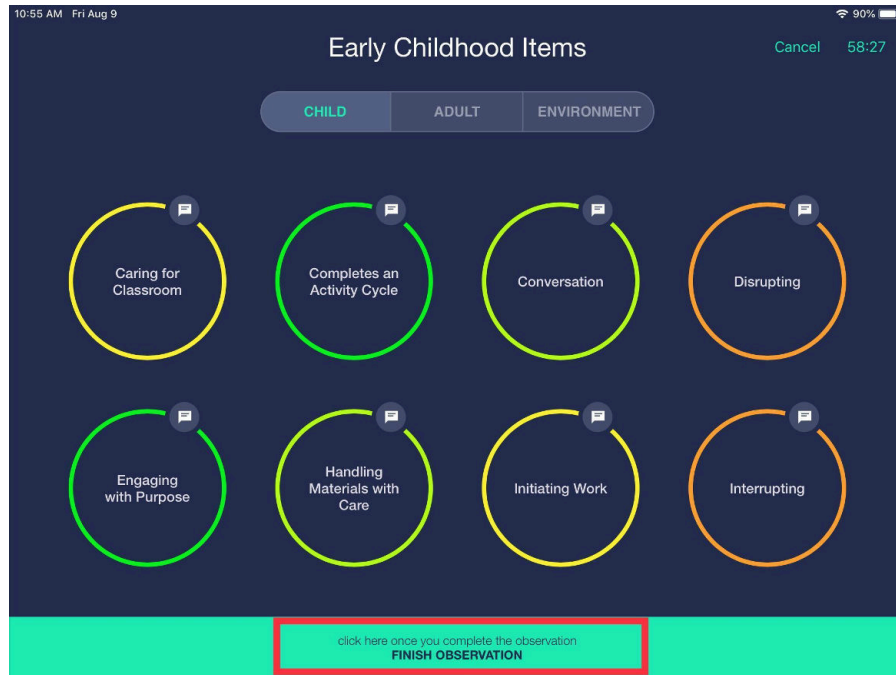 10:55 AM Fri Aug 9
90%
Early Childhood Items
Cancel
58:27
CHILD
ADULT
ENVIRONMENT
Caring for
Classroom
Completes an
Activity Cycle
Conversation
Disrupting
Engaging
with Purpose
Handling
Materials with
Care
Initiating Work
Interrupting
click here once you complete the observation
FINISH OBSERVATION